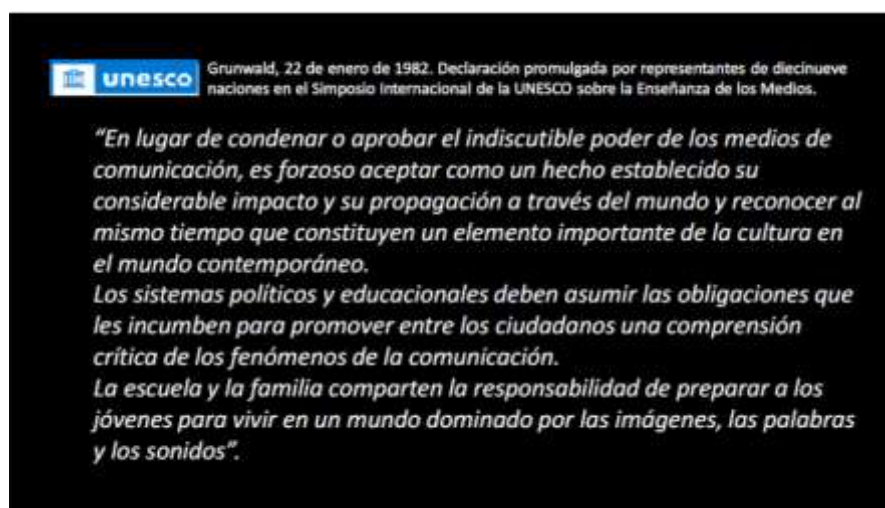 unesco
Grunwald, 22 de enero de 1982. Declaración promulgada por representantes de diecinueve
naciones en el Simposio Internacional de la UNESCO sobre la Enseñanza de los Medios.
“En lugar de condenar o aprobar el indiscutible poder de los medios de
comunicación, es forzoso aceptar como un hecho establecido su
considerable impacto y su propagación a través del mundo y reconocer al
mismo tiempo que constituyen un elemento importante de la cultura en
el mundo contemporáneo.
Los sistemas políticos y educacionales deben asumir las obligaciones que
les incumben para promover entre los ciudadanos una comprensión
crítica de los fenómenos de la comunicación.
La escuela y la familia comparten la responsabilidad de preparar a los
jóvenes para vivir en un mundo dominado por las imágenes, las palabras
y los sonidos”.